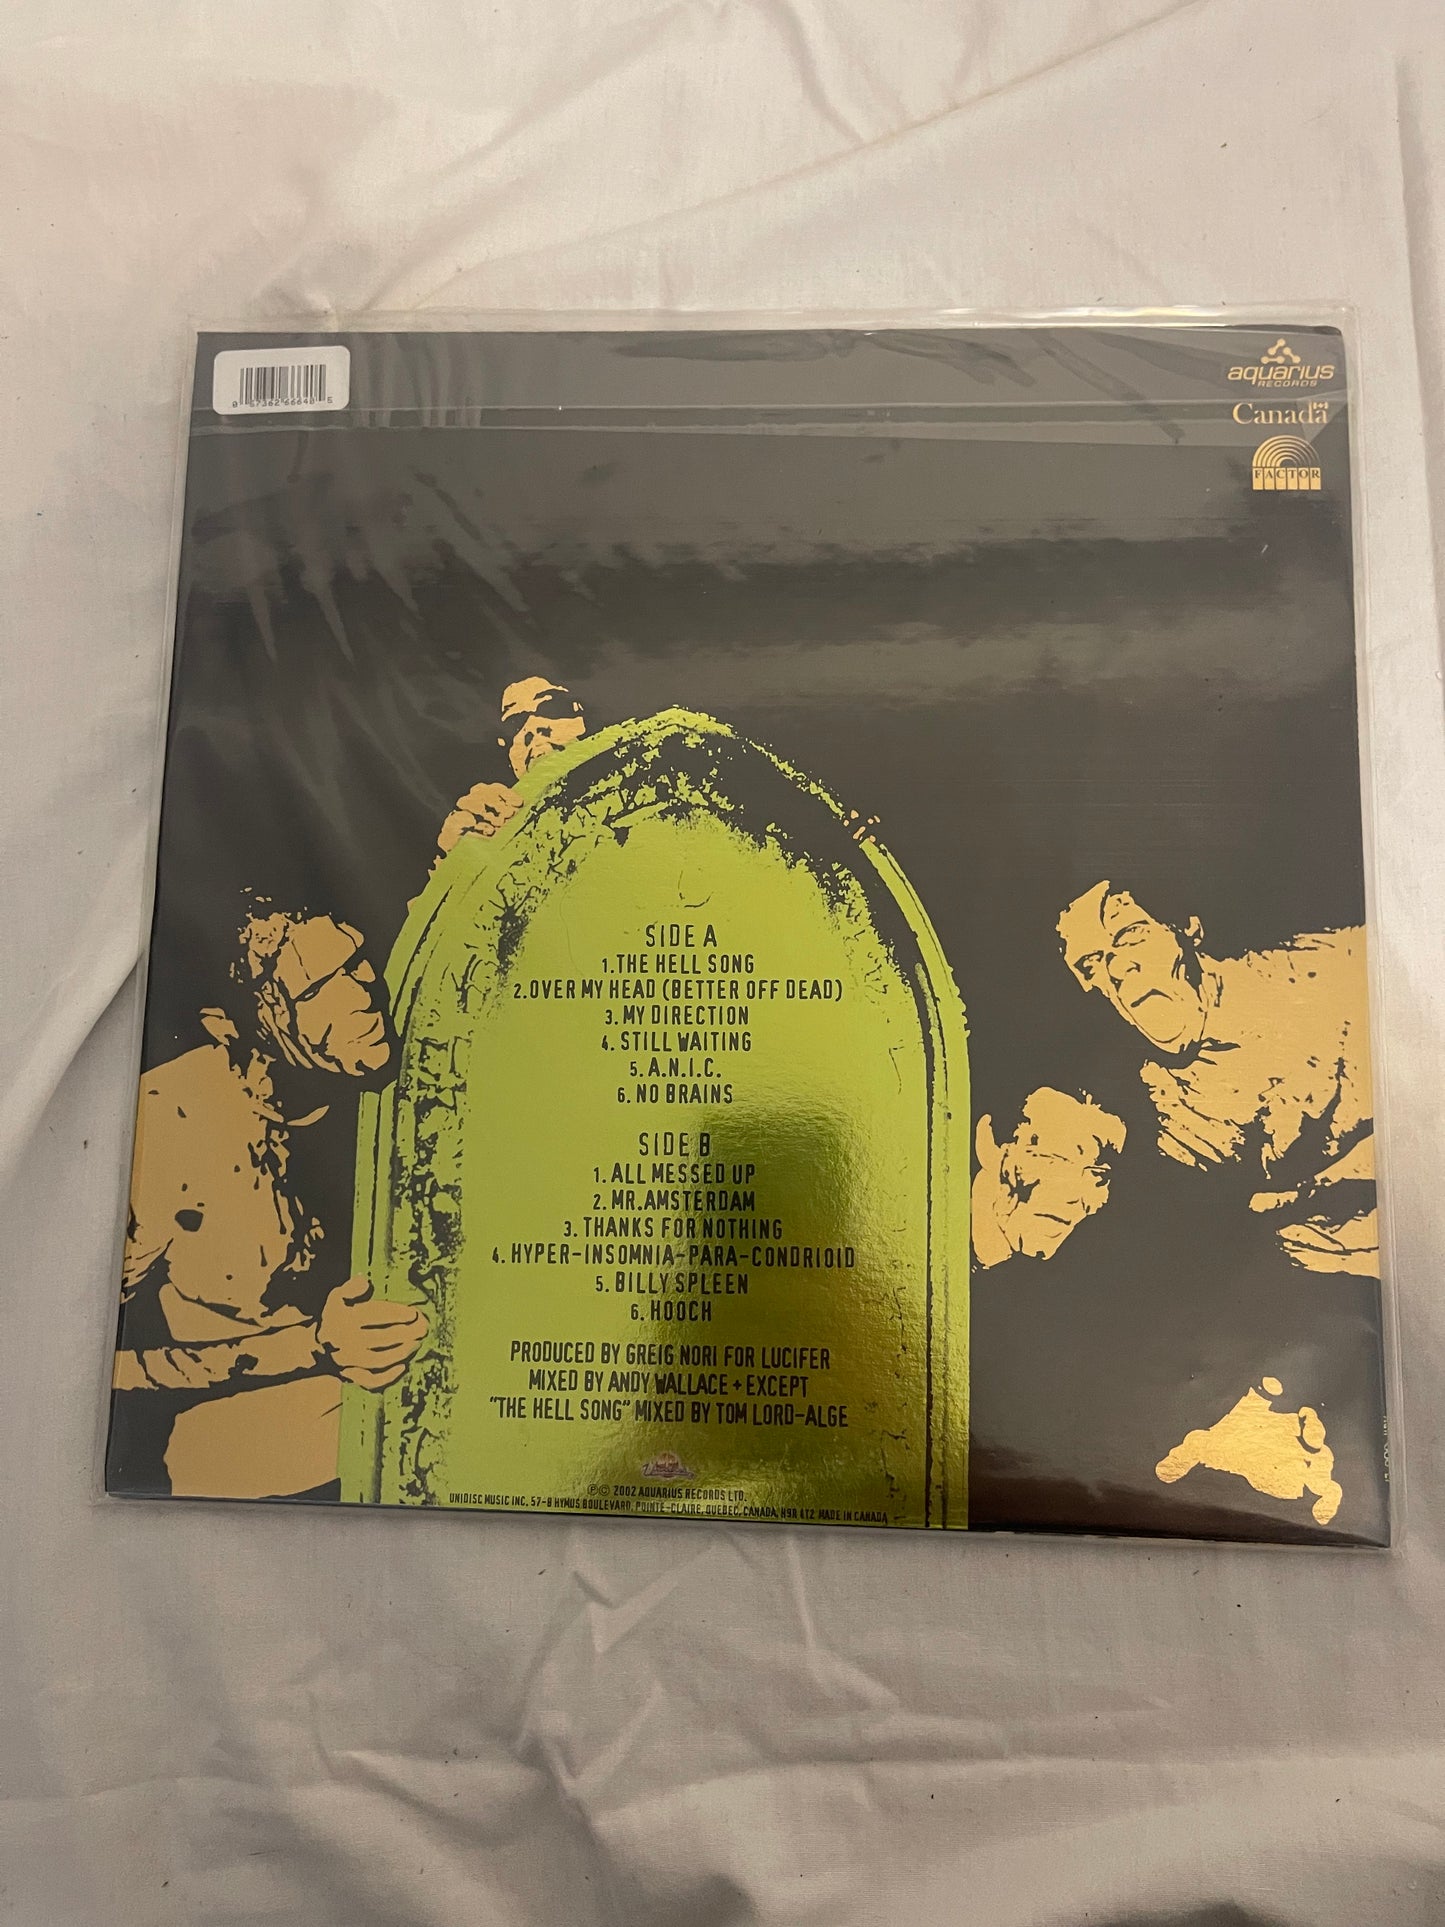 0 57362 66640 5
aquarius
RECORDS
Canada
FACTOR
SIDE A
1.THE HELL SONG
2.OVER MY HEAD (BETTER OFF DEAD)
3. MY DIRECTION
4. STILL WAITING
5. A.N.I.C.
6. NO BRAINS
SIDE B
1. ALL MESSED UP
2. MR.AMSTERDAM
3. THANKS FOR NOTHING
4. HYPER-INSOMNIA-PARA-CONDRIOID
5. BILLY SPLEEN
6. HOOCH
PRODUCED BY GREIG NORI FOR LUCIFER
MIXED BY ANDY WALLACE + EXCEPT
"THE HELL SONG" MIXED BY TOM LORD-ALGE
℗© 2002 AQUARIUS RECORDS LTD.
UNIDISC MUSIC INC. 57-B HYMUS BOULEVARD, POINTE-CLAIRE, QUEBEC, CANADA, H9R 4T2 MADE IN CANADA